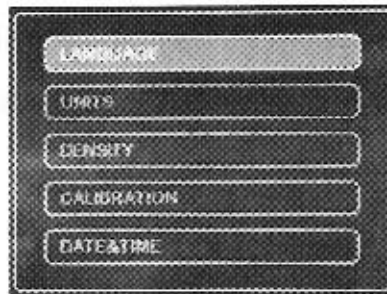 LANGUAGE
UNITS
DENSITY
CALIBRATION
DATE&TIME